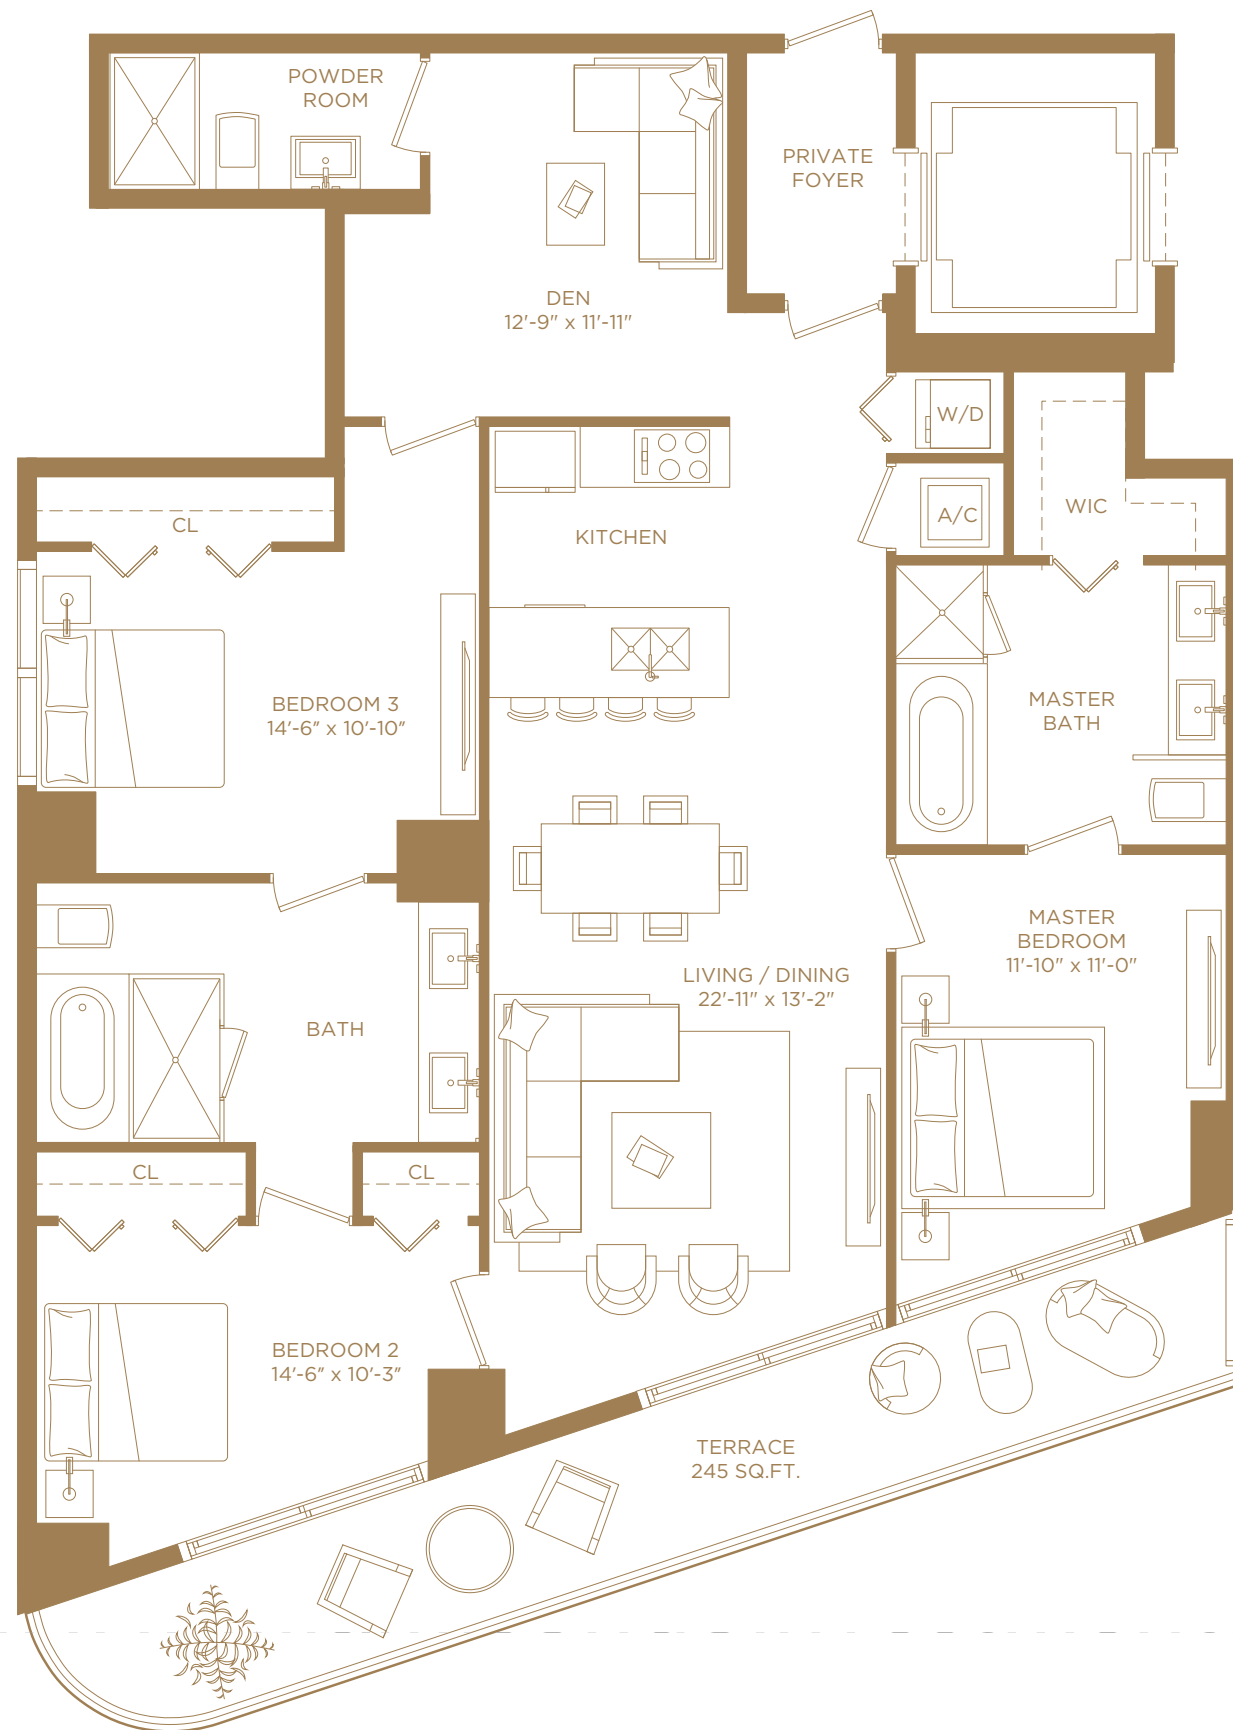 POWDER
ROOM
PRIVATE
FOYER
DEN
12'-9" x 11'-11"
W/D
CL
KITCHEN
A/C
WIC
BEDROOM 3
14'-6" x 10'-10"
MASTER
BATH
MASTER
BEDROOM
11'-10" x 11'-0"
LIVING / DINING
22'-11" x 13'-2"
BATH
CL
CL
BEDROOM 2
14'-6" x 10'-3"
TERRACE
245 SQ.FT.